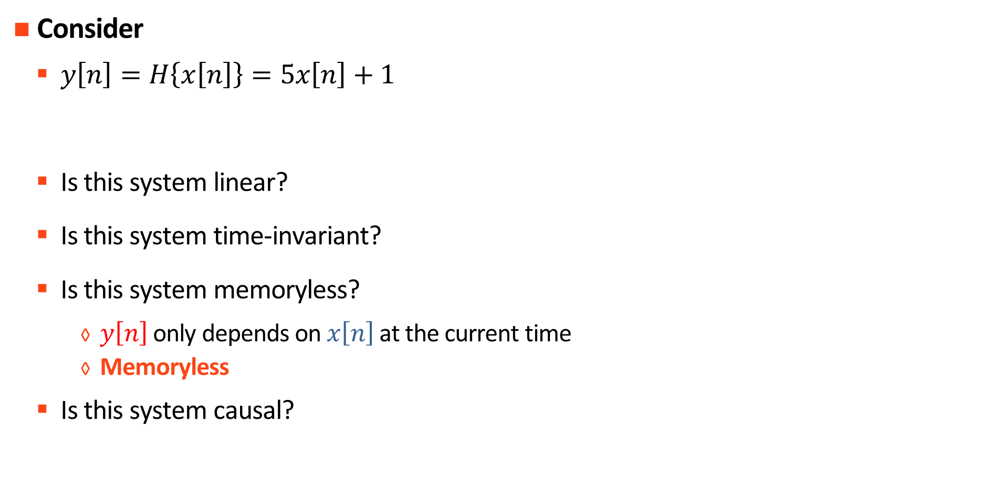 ■ Consider
▪ y[n] = H{x[n]} = 5x[n] + 1
▪ Is this system linear?
▪ Is this system time-invariant?
▪ Is this system memoryless?
◊ y[n] only depends on x[n] at the current time
◊ Memoryless
▪ Is this system causal?